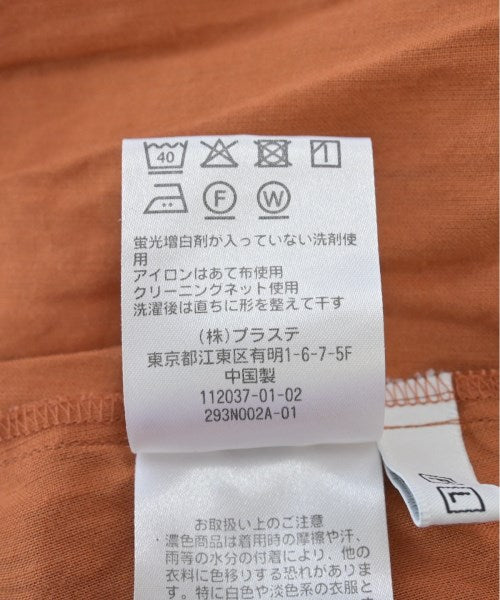 40
F W
蛍光増白剤が入っていない洗剤使
用
アイロンはあて布使用
クリーニングネット使用
洗濯後は直ちに形を整えて干す
(株)プラステ
東京都江東区有明1-6-7-5F
中国製
112037-01-02
293N002A-01
L
お取扱い上のご注意
・濃色商品は着用時の摩擦や汗、
雨等の水分の付着により、他の
衣料に色移りする恐れがありま
す。特に白色や淡色系の衣服と